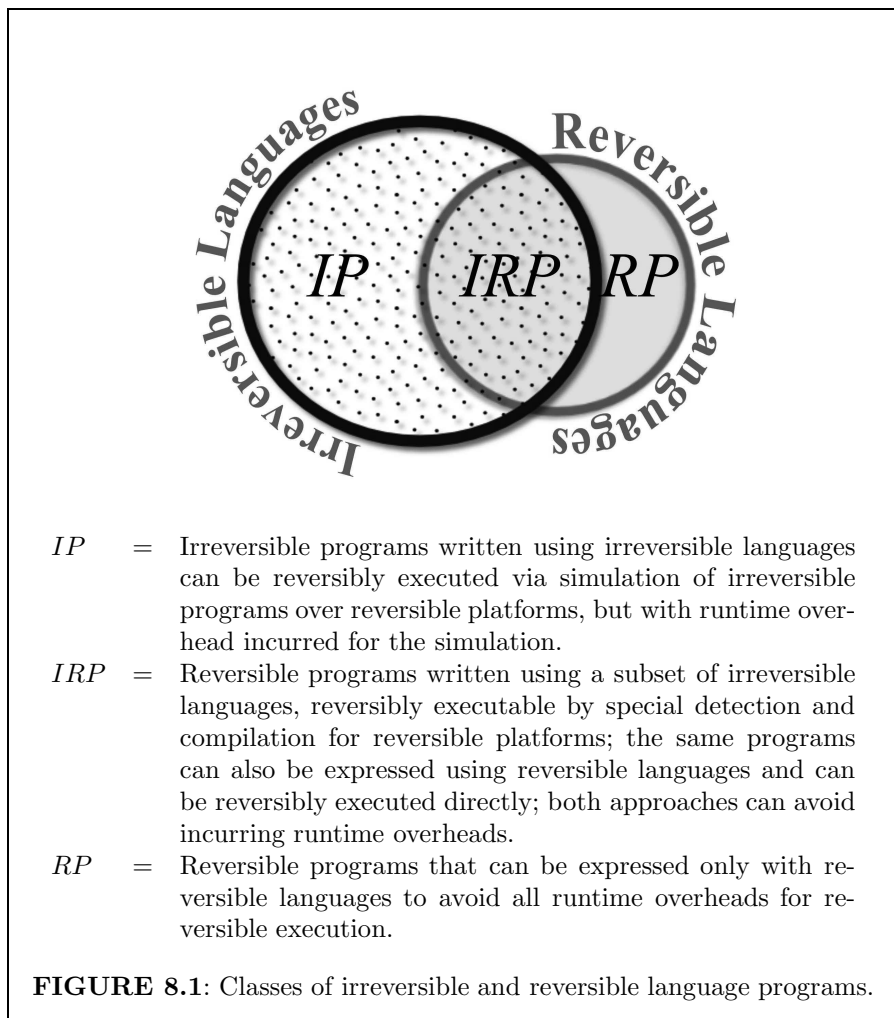 Irreversible Languages
Reversible Languages
IP
IRP
RP
IP = Irreversible programs written using irreversible languages
can be reversibly executed via simulation of irreversible
programs over reversible platforms, but with runtime over-
head incurred for the simulation.
IRP = Reversible programs written using a subset of irreversible
languages, reversibly executable by special detection and
compilation for reversible platforms; the same programs
can also be expressed using reversible languages and can
be reversibly executed directly; both approaches can avoid
incurring runtime overheads.
RP = Reversible programs that can be expressed only with re-
versible languages to avoid all runtime overheads for re-
versible execution.
FIGURE 8.1: Classes of irreversible and reversible language programs.